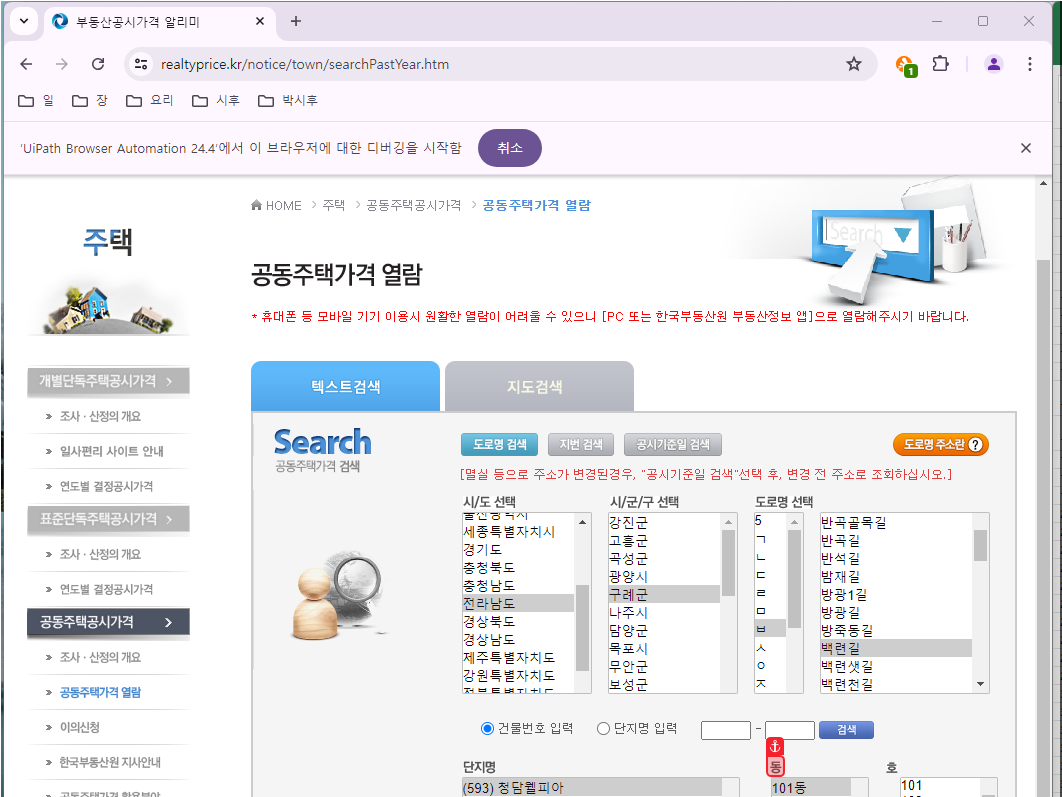 부동산공시가격 알리미
realtyprice.kr/notice/town/searchPastYear.htm
1
일 장 요리 시후 박시후
'UiPath Browser Automation 24.4'에서 이 브라우저에 대한 디버깅을 시작함 취소
HOME > 주택 > 공동주택공시가격 > 공동주택가격 열람
Search
주택
공동주택가격 열람
* 휴대폰 등 모바일 기기 이용시 원활한 열람이 어려울 수 있으니 [PC 또는 한국부동산원 부동산정보 앱]으로 열람해주시기 바랍니다.
개별단독주택공시가격 >
» 조사 · 산정의 개요
» 일사편리 사이트 안내
» 연도별 결정공시가격
표준단독주택공시가격 >
» 조사 · 산정의 개요
» 연도별 결정공시가격
공동주택공시가격 >
» 조사 · 산정의 개요
» 공동주택가격 열람
» 이의신청
» 한국부동산원 지사안내
» 공동주택가격 활용분야
텍스트검색 지도검색
Search
공동주택가격 검색
도로명 검색 지번 검색 공시기준일 검색 도로명 주소란 ?
[멸실 등으로 주소가 변경된경우, "공시기준일 검색"선택 후, 변경 전 주소로 조회하십시오.]
시/도 선택
울산광역시
세종특별자치시
경기도
충청북도
충청남도
전라남도
경상북도
경상남도
제주특별자치도
강원특별자치도
전북특별자치도
시/군/구 선택
강진군
고흥군
곡성군
광양시
구례군
나주시
담양군
목포시
무안군
보성군
도로명 선택
5
ㄱ
ㄴ
ㄷ
ㄹ
ㅁ
ㅂ
ㅅ
ㅇ
ㅈ
반곡골목길
반곡길
반석길
밤재길
방광1길
방광길
방죽등길
백련길
백련샛길
백련천길
건물번호 입력 단지명 입력 - 검색
단지명 동 호
(593) 청담웰피아 101동 101